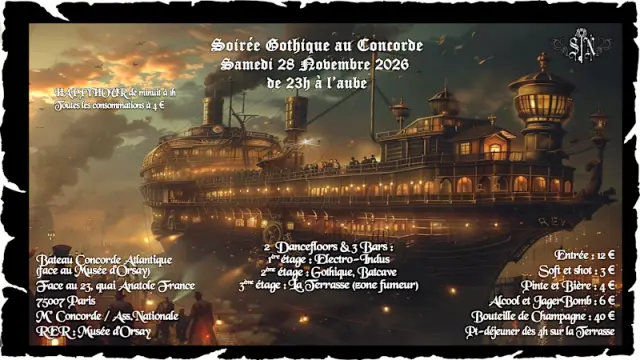 Soirée Gothique au Concorde
Samedi 28 Novembre 2026
de 23h à l'aube
SIN
HAPPY HOUR de minuit à 1h
Toutes les consommations à 4 €
Bateau Concorde Atlantique
(face au Musée d'Orsay)
Face au 23, quai Anatole France
75007 Paris
M° Concorde / Ass.Nationale
RER : Musée d'Orsay
2 Dancefloors & 3 Bars :
1ère étage : Electro-Indus
2ème étage : Gothique, Batcave
3ème étage : La Terrasse (zone fumeur)
Entrée : 12 €
Soft et shot : 3 €
Pinte et Bière : 4 €
Alcool et JagerBomb : 6 €
Bouteille de Champagne : 40 €
Pt-déjeuner dès 4h sur la Terrasse